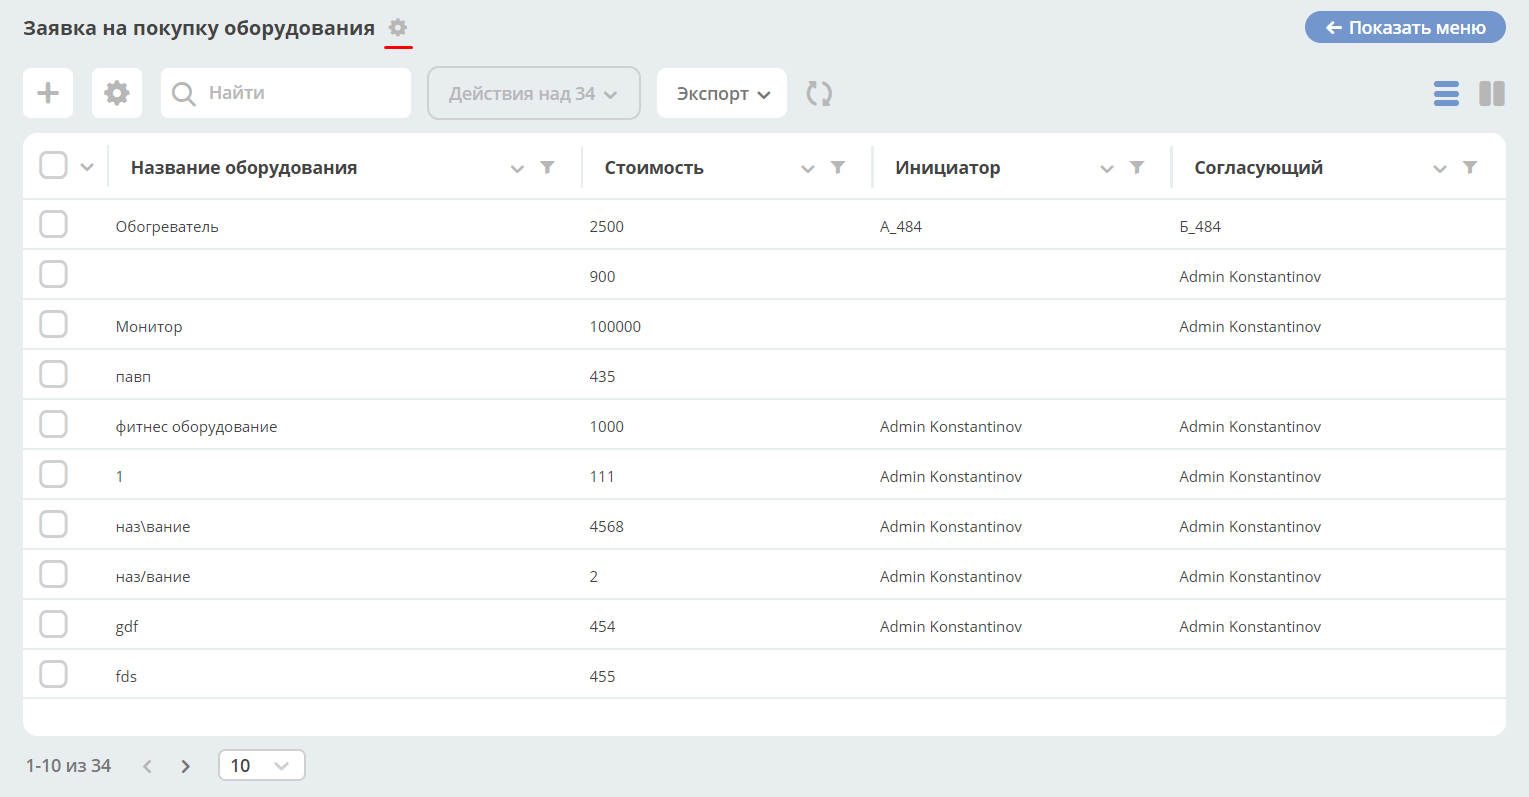 Заявка на покупку оборудования
Показать меню
Найти
Действия над 34
Экспорт
Название оборудования Стоимость Инициатор Согласующий
Обогреватель 2500 А_484 Б_484
900 Admin Konstantinov
Монитор 100000 Admin Konstantinov
павп 435
фитнес оборудование 1000 Admin Konstantinov Admin Konstantinov
1 111 Admin Konstantinov Admin Konstantinov
наз\вание 4568 Admin Konstantinov Admin Konstantinov
наз/вание 2 Admin Konstantinov Admin Konstantinov
gdf 454 Admin Konstantinov Admin Konstantinov
fds 455
1-10 из 34 10